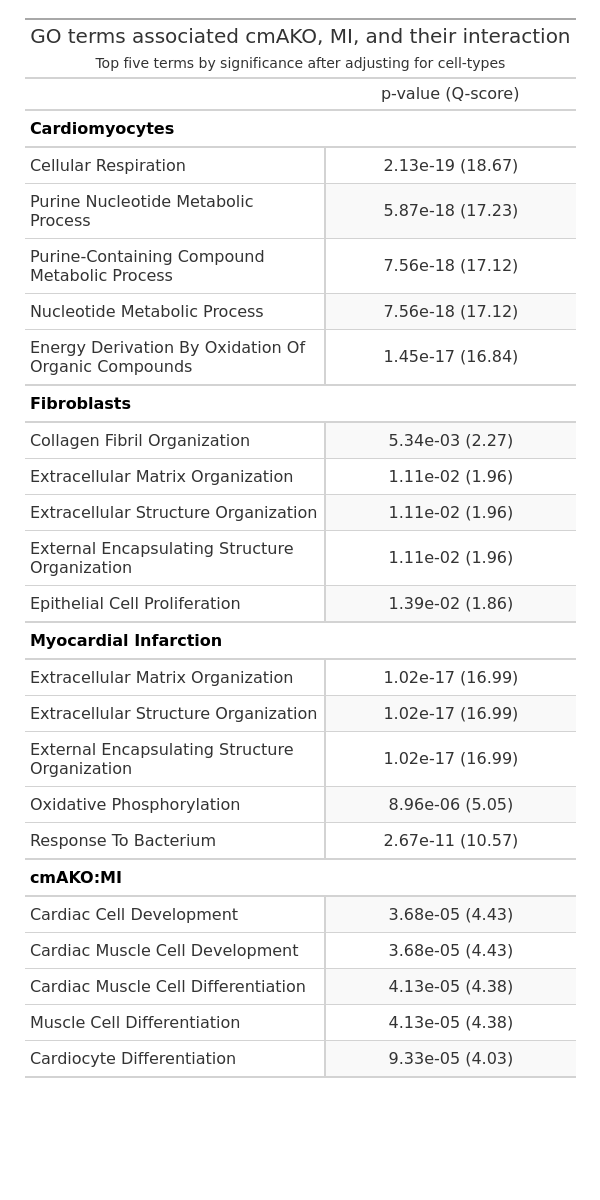 GO terms associated cmAKO, MI, and their interaction
Top five terms by significance after adjusting for cell-types
p-value (Q-score)
Cardiomyocytes
Cellular Respiration 2.13e-19 (18.67)
Purine Nucleotide Metabolic
Process 5.87e-18 (17.23)
Purine-Containing Compound
Metabolic Process 7.56e-18 (17.12)
Nucleotide Metabolic Process 7.56e-18 (17.12)
Energy Derivation By Oxidation Of
Organic Compounds 1.45e-17 (16.84)
Fibroblasts
Collagen Fibril Organization 5.34e-03 (2.27)
Extracellular Matrix Organization 1.11e-02 (1.96)
Extracellular Structure Organization 1.11e-02 (1.96)
External Encapsulating Structure
Organization 1.11e-02 (1.96)
Epithelial Cell Proliferation 1.39e-02 (1.86)
Myocardial Infarction
Extracellular Matrix Organization 1.02e-17 (16.99)
Extracellular Structure Organization 1.02e-17 (16.99)
External Encapsulating Structure
Organization 1.02e-17 (16.99)
Oxidative Phosphorylation 8.96e-06 (5.05)
Response To Bacterium 2.67e-11 (10.57)
cmAKO:MI
Cardiac Cell Development 3.68e-05 (4.43)
Cardiac Muscle Cell Development 3.68e-05 (4.43)
Cardiac Muscle Cell Differentiation 4.13e-05 (4.38)
Muscle Cell Differentiation 4.13e-05 (4.38)
Cardiocyte Differentiation 9.33e-05 (4.03)